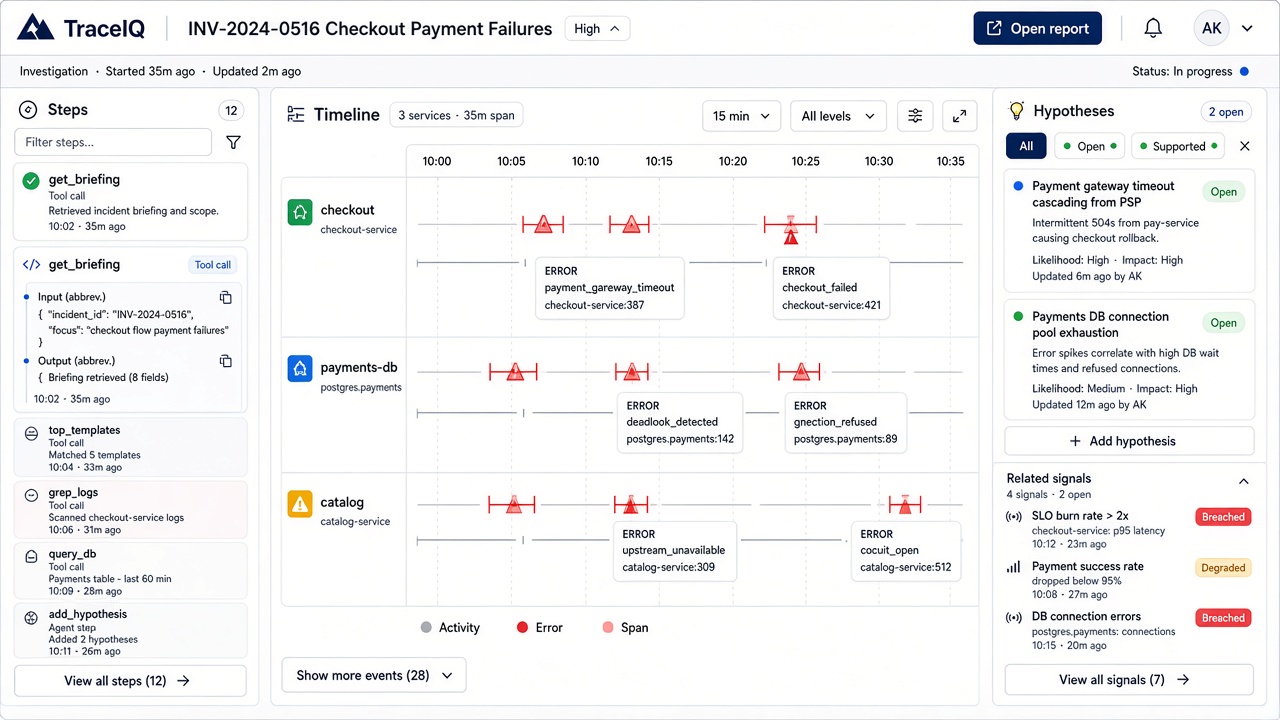 TraceIQ
INV-2024-0516 Checkout Payment Failures
High
Open report
AK
Investigation · Started 35m ago · Updated 2m ago
Status: In progress
Steps
12
Filter steps...
get_briefing
Tool call
Retrieved incident briefing and scope.
10:02 · 35m ago
get_briefing
Tool call
Input (abbrev.)
{ "incident_id": "INV-2024-0516",
"focus": "checkout flow payment failures"
}
Output (abbrev.)
{ Briefing retrieved (8 fields)
10:02 · 35m ago
top_templates
Tool call
Matched 5 templates
10:04 · 33m ago
grep_logs
Tool call
Scanned checkout-service logs
10:06 · 31m ago
query_db
Tool call
Payments table - last 60 min
10:09 · 28m ago
add_hypothesis
Agent step
Added 2 hypotheses
10:11 · 26m ago
View all steps (12) →
Timeline
3 services · 35m span
15 min
All levels
10:00 10:05 10:10 10:15 10:20 10:25 10:30 10:35
checkout
checkout-service
ERROR
payment_gareway_timeout
checkout-service:387
ERROR
checkout_failed
checkout-service:421
payments-db
postgres.payments
ERROR
deadlook_detected
postgres.payments:142
ERROR
gnection_refused
postgres.payments:89
catalog
catalog-service
ERROR
upstream_unavailable
catalog-service:309
ERROR
cocuit_open
catalog-service:512
Activity
Error
Span
Show more events (28)
Hypotheses
2 open
All
Open
Supported
Payment gateway timeout
cascading from PSP
Open
Intermittent 504s from pay-service
causing checkout rollback.
Likelihood: High · Impact: High
Updated 6m ago by AK
Payments DB connection
pool exhaustion
Open
Error spikes correlate with high DB wait
times and refused connections.
Likelihood: Medium · Impact: High
Updated 12m ago by AK
+ Add hypothesis
Related signals
4 signals · 2 open
SLO burn rate > 2x
Breached
checkout-service: p95 latency
10:12 · 23m ago
Payment success rate
Degraded
dropped below 95%
10:08 · 27m ago
DB connection errors
Breached
postgres,payments: connections
10:15 · 20m ago
View all signals (7) →